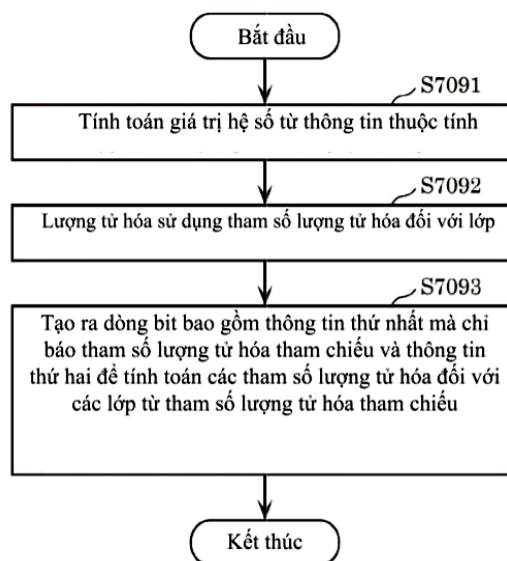 Bắt đầu
S7091
Tính toán giá trị hệ số từ thông tin thuộc tính
S7092
Lượng tử hóa sử dụng tham số lượng tử hóa đối với lớp
S7093
Tạo ra dòng bit bao gồm thông tin thứ nhất mà chỉ
báo tham số lượng tử hóa tham chiếu và thông tin
thứ hai để tính toán các tham số lượng tử hóa đối với
các lớp từ tham số lượng tử hóa tham chiếu
Kết thúc